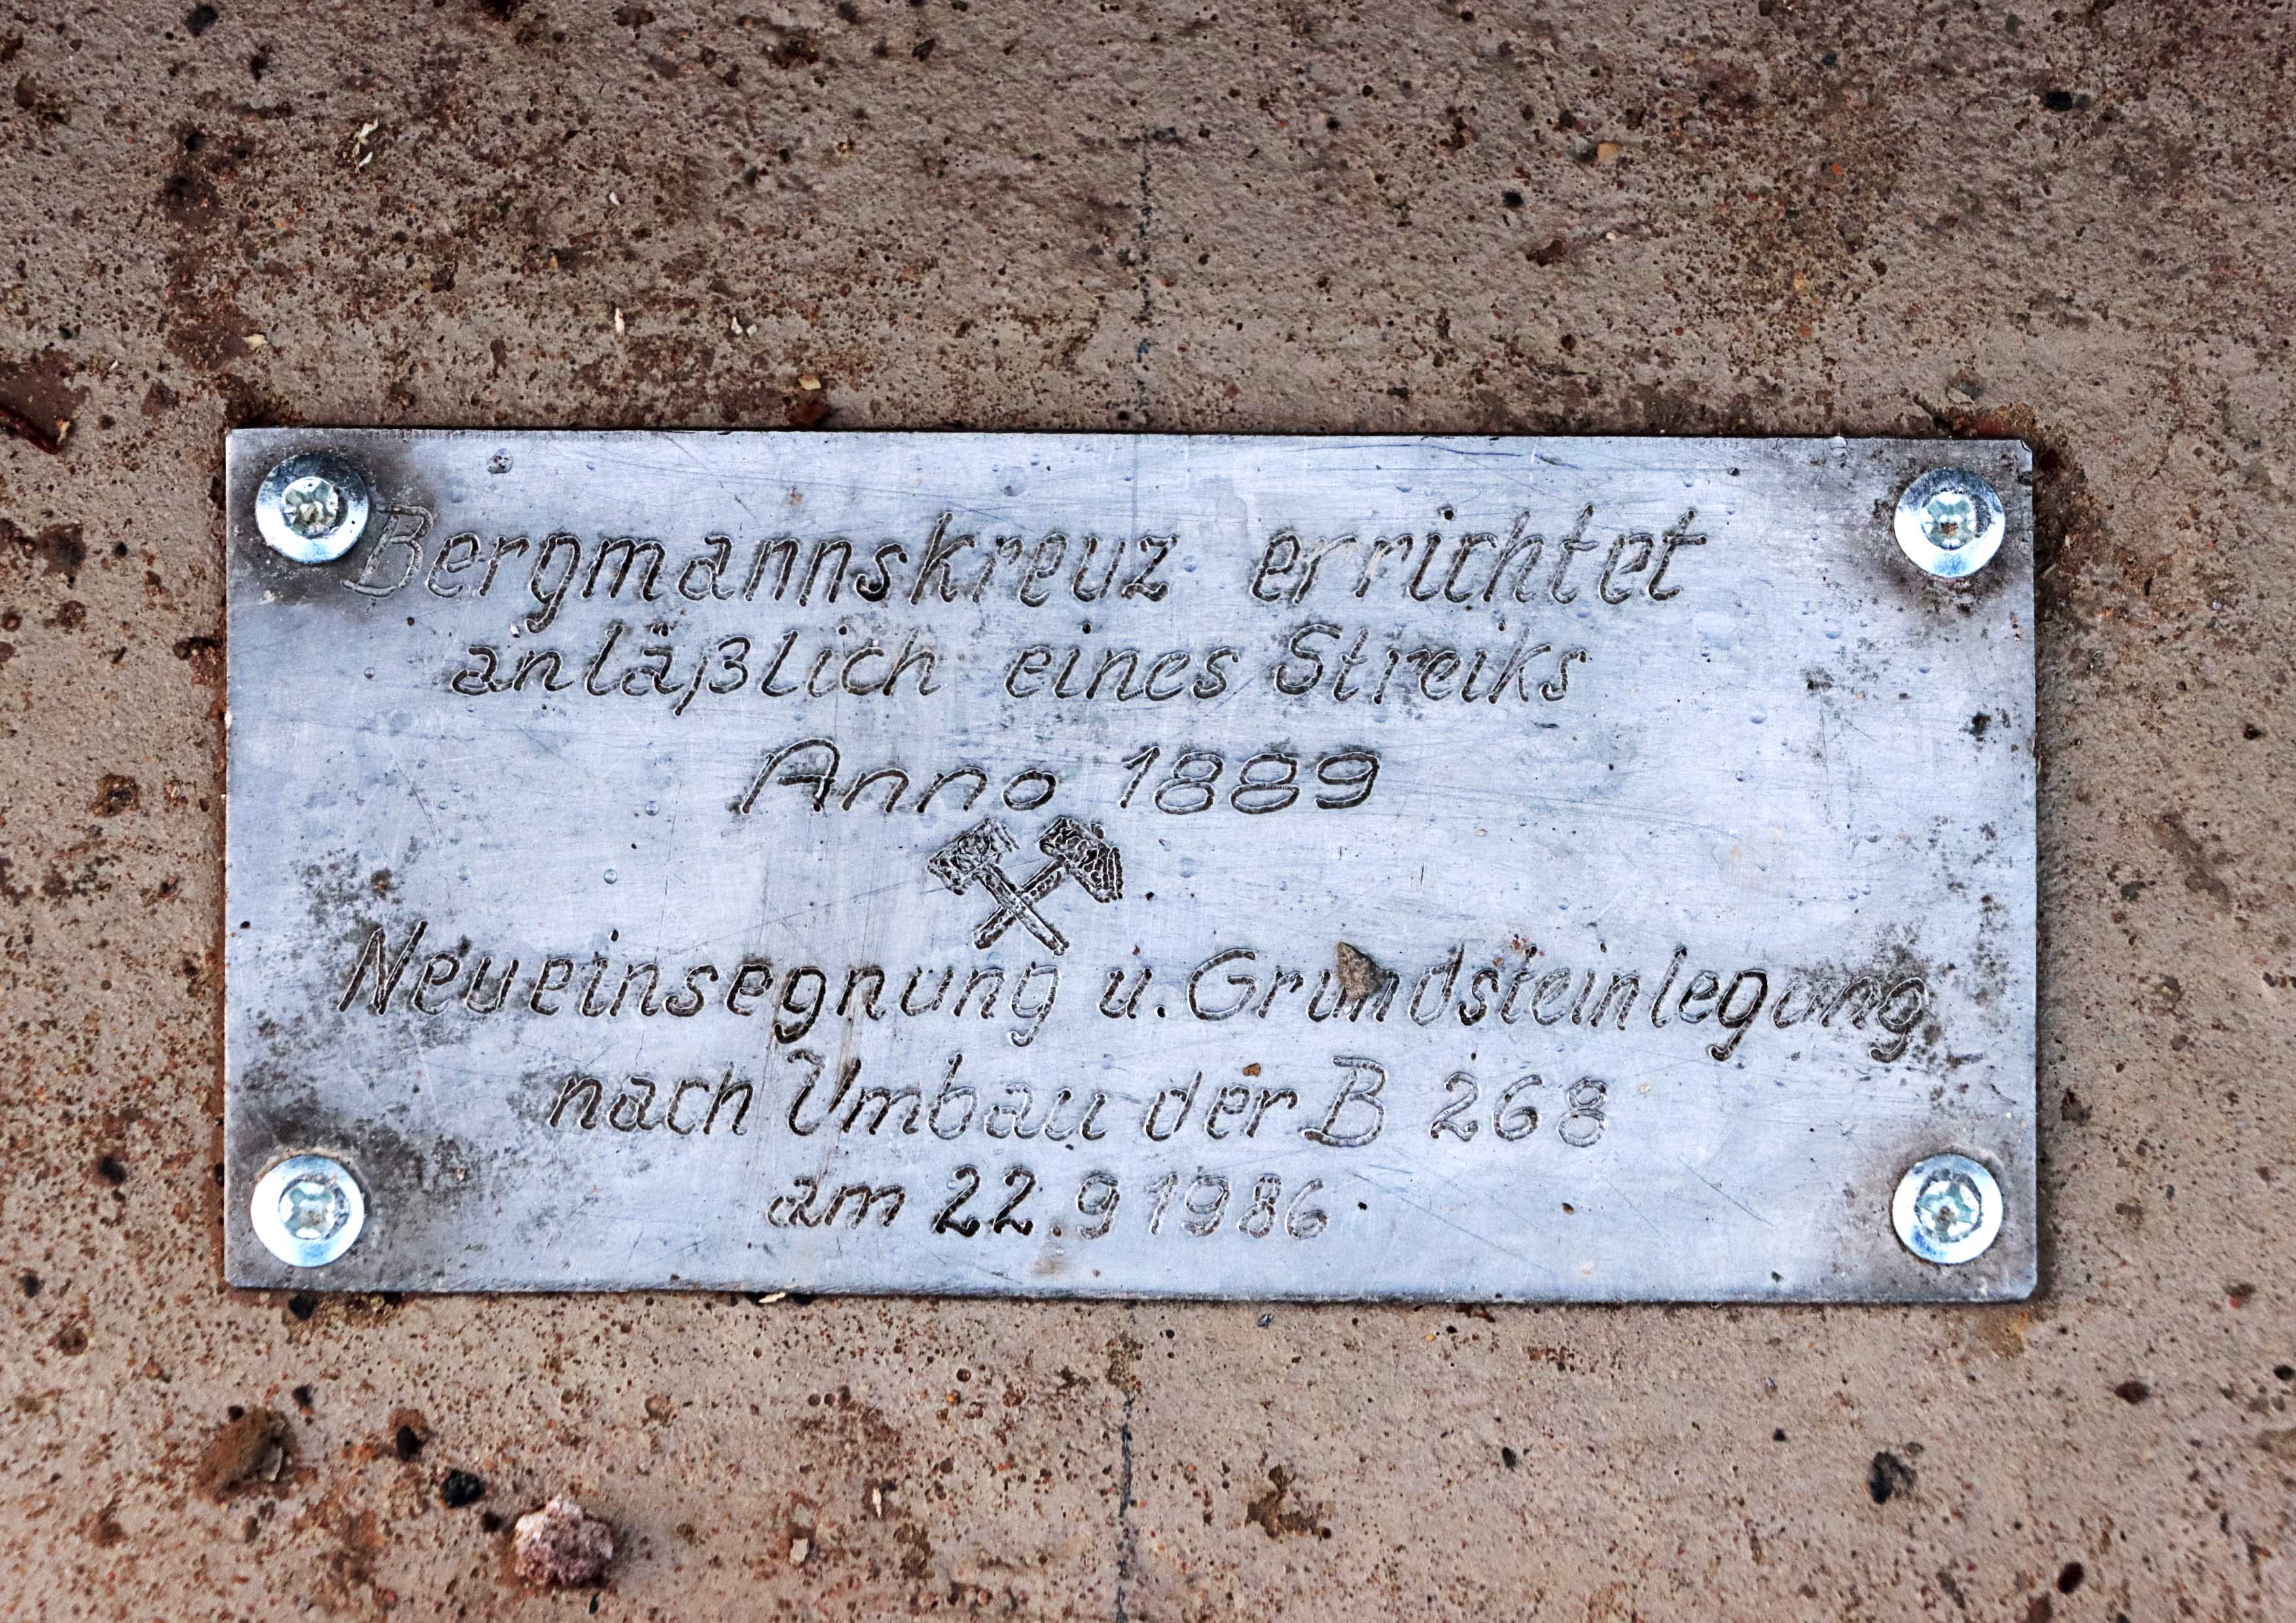 Bergmannskreuz errichtet
anläßlich eines Streiks
Anno 1889
Neueinsegnung u. Grundsteinlegung
nach Umbau der B 268
am 22. 9 1986